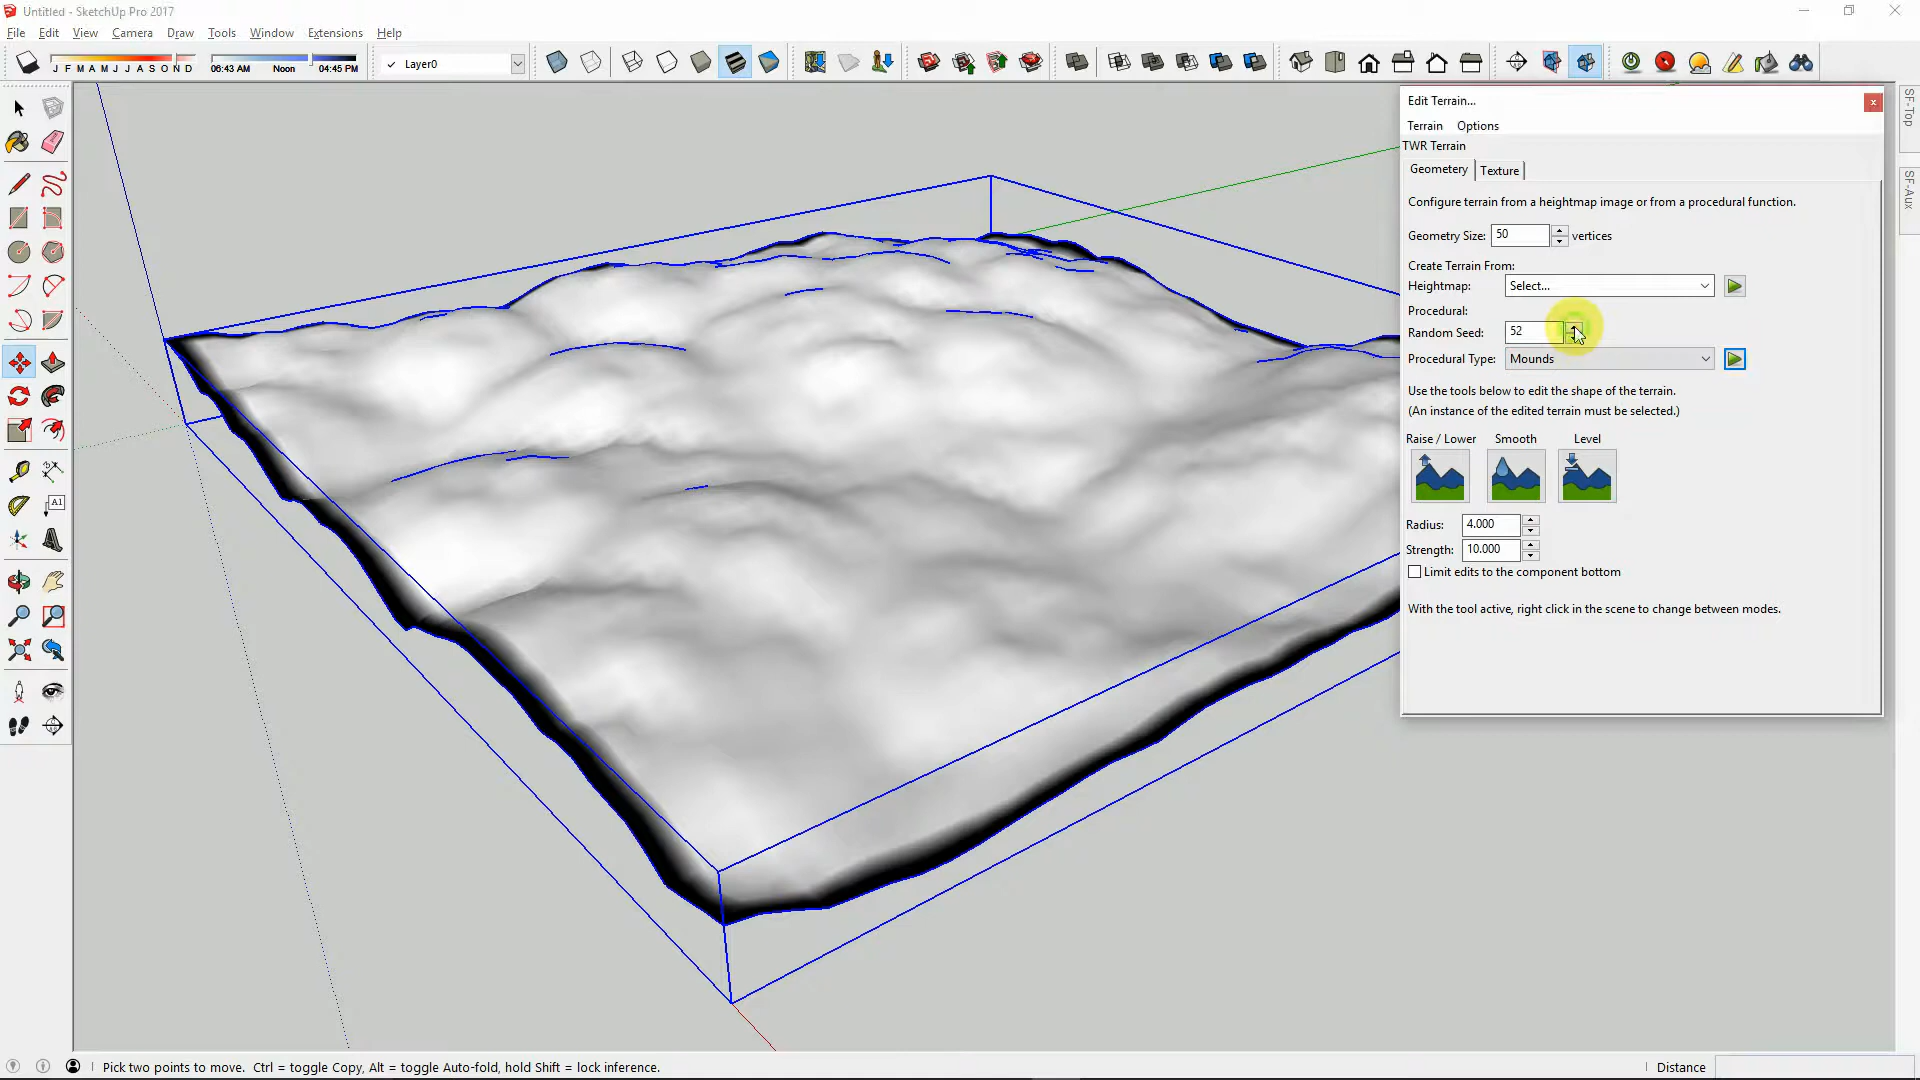 Untitled - SketchUp Pro 2017
File Edit View Camera Draw Tools Window Extensions Help
J F M A M J J A S O N D
06:43 AM Noon 04:45 PM
Layer0
SF-Top
SF-Aux
A1
Edit Terrain...
x
Terrain Options
TWR Terrain
Geometery Texture
Configure terrain from a heightmap image or from a procedural function.
Geometry Size: 50 vertices
Create Terrain From:
Heightmap: Select...
Procedural:
Random Seed: 52
Procedural Type: Mounds
Use the tools below to edit the shape of the terrain.
(An instance of the edited terrain must be selected.)
Raise / Lower Smooth Level
Radius: 4.000
Strength: 10.000
Limit edits to the component bottom
With the tool active, right click in the scene to change between modes.
Pick two points to move. Ctrl = toggle Copy, Alt = toggle Auto-fold, hold Shift = lock inference.
Distance